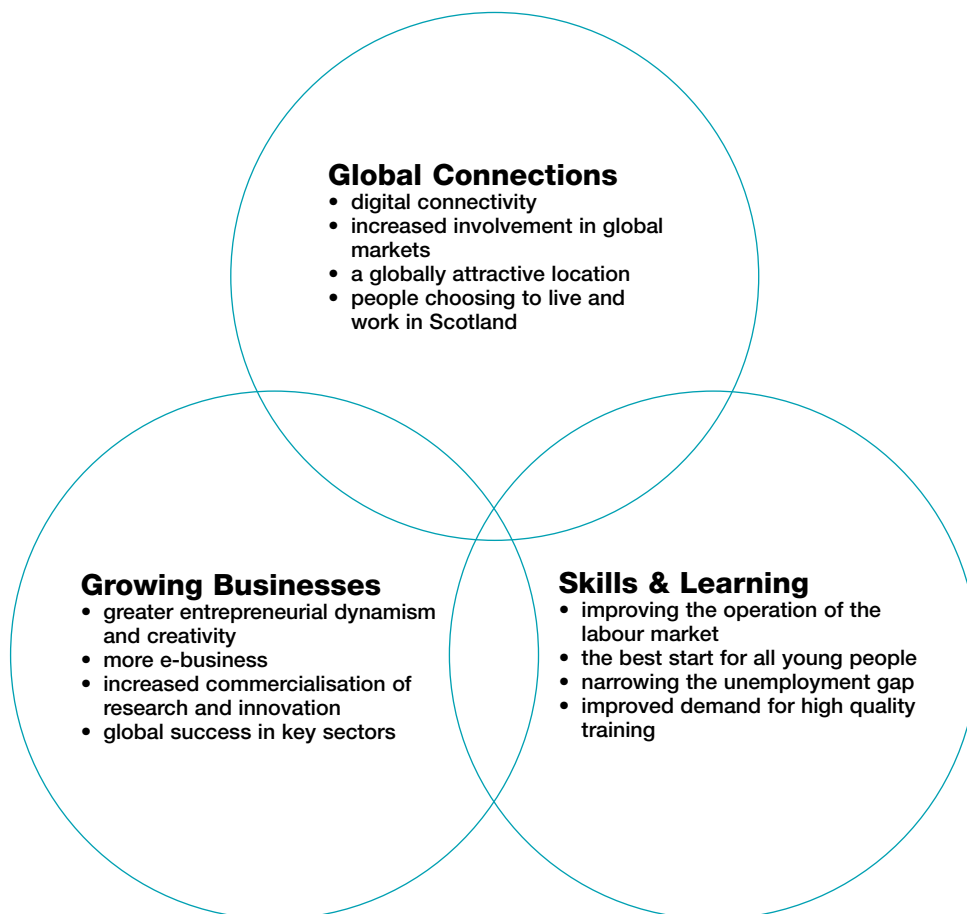 Global Connections
• digital connectivity
• increased involvement in global
markets
• a globally attractive location
• people choosing to live and
work in Scotland
Growing Businesses
• greater entrepreneurial dynamism
and creativity
• more e-business
• increased commercialisation of
research and innovation
• global success in key sectors
Skills & Learning
• improving the operation of the
labour market
• the best start for all young people
• narrowing the unemployment gap
• improved demand for high quality
training